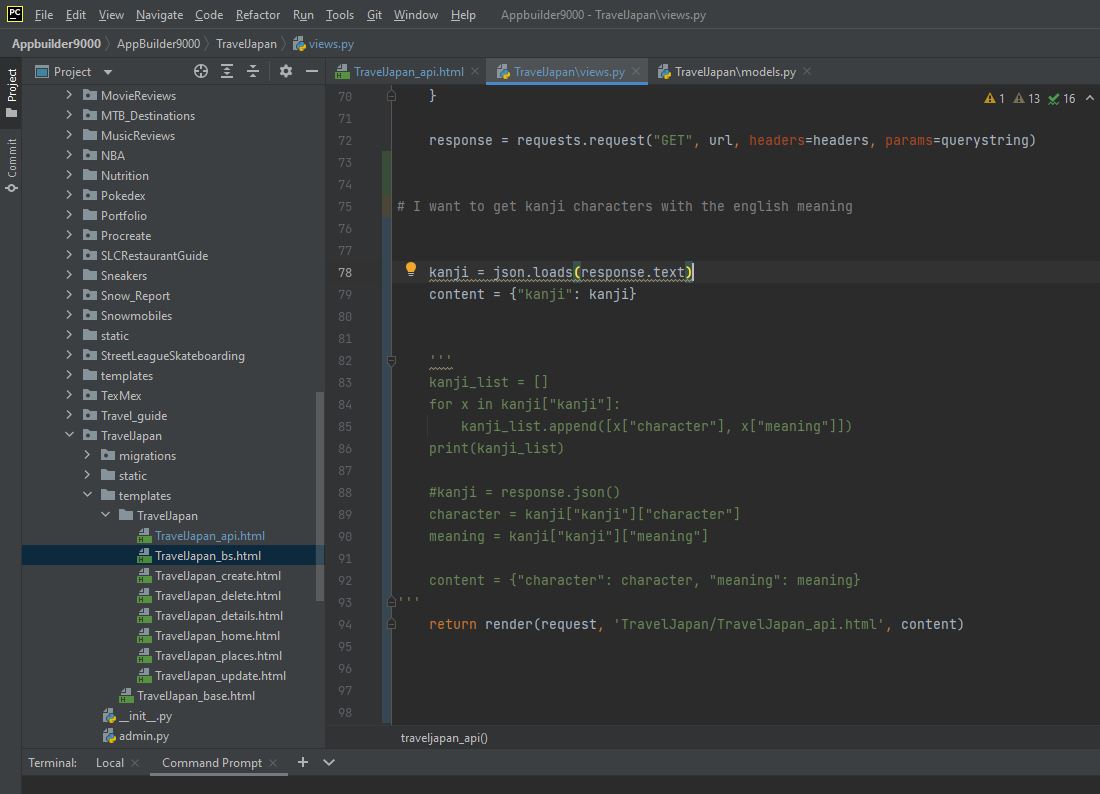 PC File Edit View Navigate Code Refactor Run Tools Git Window Help Appbuilder9000 - TravelJapan\views.py
Appbuilder9000 AppBuilder9000 TravelJapan views.py
Project
Commit
Project
MovieReviews
MTB_Destinations
MusicReviews
NBA
Nutrition
Pokedex
Portfolio
Procreate
SLCRestaurantGuide
Sneakers
Snow_Report
Snowmobiles
static
StreetLeagueSkateboarding
templates
TexMex
Travel_guide
TravelJapan
migrations
static
templates
TravelJapan
TravelJapan_api.html
TravelJapan_bs.html
TravelJapan_create.html
TravelJapan_delete.html
TravelJapan_details.html
TravelJapan_home.html
TravelJapan_places.html
TravelJapan_update.html
TravelJapan_base.html
__init__.py
admin.py
TravelJapan_api.html TravelJapan\views.py TravelJapan\models.py
1 13 16
70 }
71
72 response = requests.request("GET", url, headers=headers, params=querystring)
73
74
75 # I want to get kanji characters with the english meaning
76
77
78 kanji = json.loads(response.text)
79 content = {"kanji": kanji}
80
81
82 '''
83 kanji_list = []
84 for x in kanji["kanji"]:
85 kanji_list.append([x["character"], x["meaning"]])
86 print(kanji_list)
87
88 #kanji = response.json()
89 character = kanji["kanji"]["character"]
90 meaning = kanji["kanji"]["meaning"]
91
92 content = {"character": character, "meaning": meaning}
93 '''
94 return render(request, 'TravelJapan/TravelJapan_api.html', content)
95
96
97
98
traveljapan_api()
Terminal: Local Command Prompt